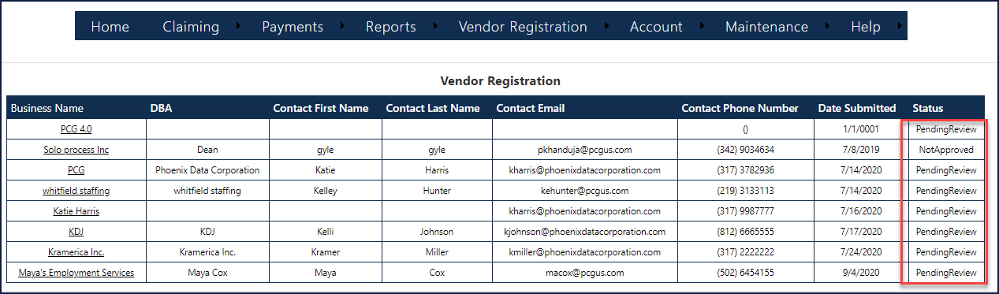 Home Claiming Payments Reports Vendor Registration Account Maintenance Help
Vendor Registration
Business Name DBA Contact First Name Contact Last Name Contact Email Contact Phone Number Date Submitted Status
PCG 4.0 () 1/1/0001 PendingReview
Solo process Inc Dean gyle gyle pkhanduja@pcgus.com (342) 9034634 7/8/2019 NotApproved
PCG Phoenix Data Corporation Katie Harris kharris@phoenixdatacorporation.com (317) 3782936 7/14/2020 PendingReview
whitfield staffing whitfield staffing Kelley Hunter kehunter@pcgus.com (219) 3133113 7/14/2020 PendingReview
Katie Harris kharris@phoenixdatacorporation.com (317) 9987777 7/16/2020 PendingReview
KDJ KDJ Kelli Johnson kjohnson@phoenixdatacorporation.com (812) 6665555 7/17/2020 PendingReview
Kramerica Inc. Kramerica Inc. Kramer Miller kmiller@phoenixdatacorporation.com (317) 2222222 7/24/2020 PendingReview
Maya's Employment Services Maya Cox Maya Cox macox@pcgus.com (502) 6454155 9/4/2020 PendingReview